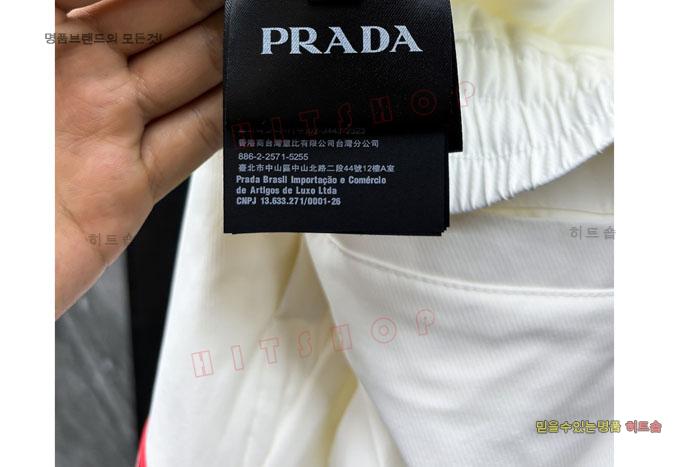 명품브랜드의 모든것!
PRADA
HITSHOP
香港商台灣普比有限公司台灣分公司
886-2-2571-5255
臺北市中山區中山北路二段44號12樓A室
Prada Brasil Importação e Comércio
de Artigos de Luxo Ltda
CNPJ 13.633.271/0001-26
히트숍
히트숍
HITSHOP
믿을수있는명품 히트숍